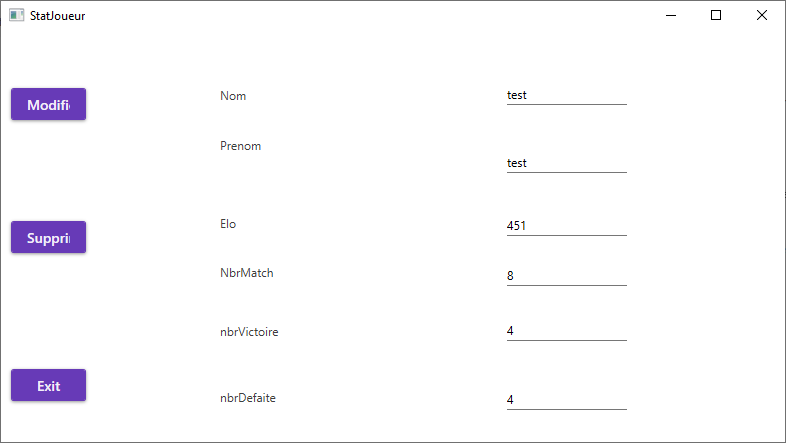 StatJoueur
Modifi
Nom
test
Prenom
test
Suppri
Elo
451
NbrMatch
8
nbrVictoire
4
Exit
nbrDefaite
4